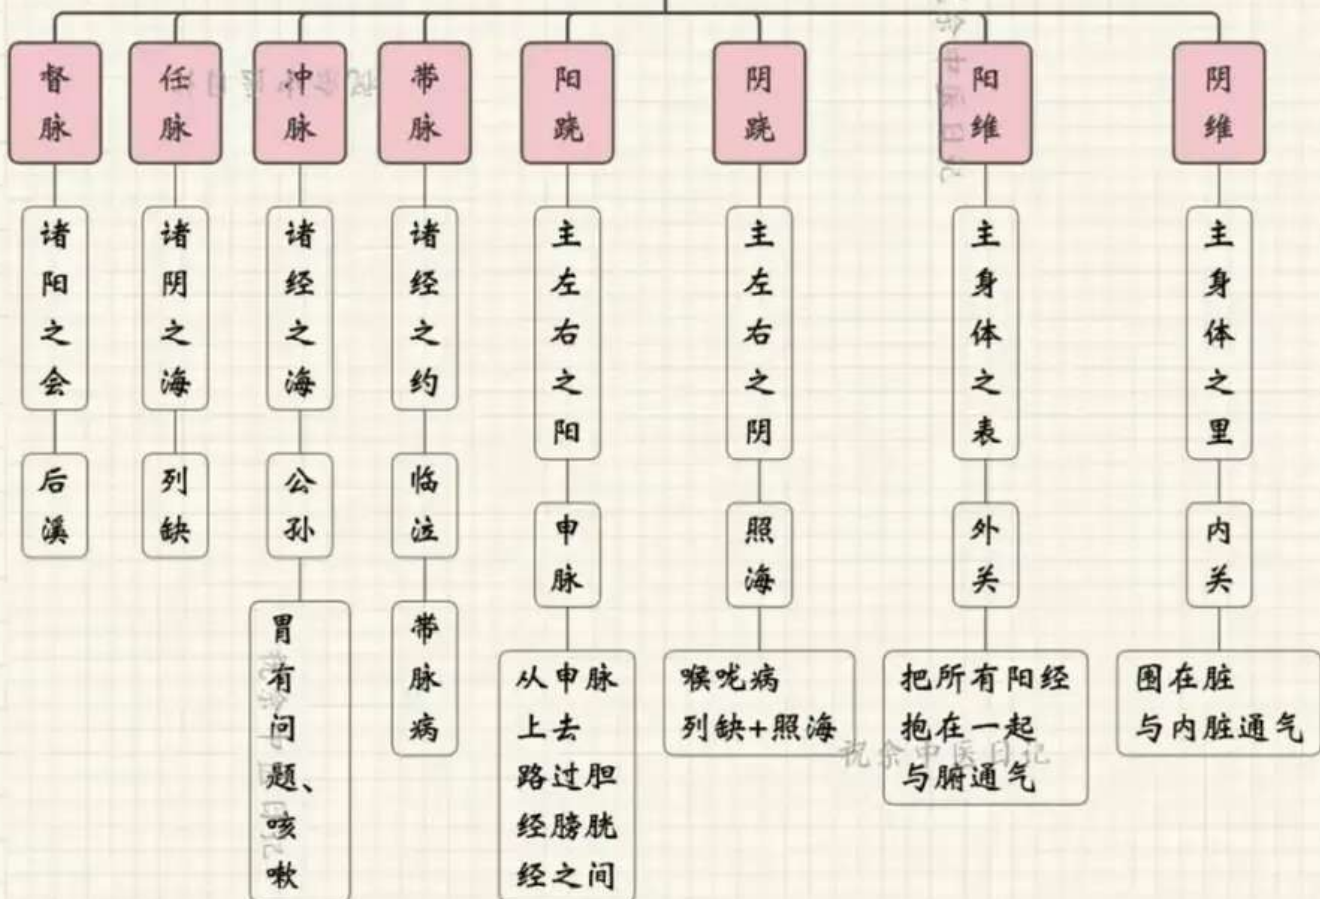 督脉
诸阳之会
后溪
任脉
诸阴之海
列缺
冲脉
诸经之海
公孙
胃有问题、咳嗽
带脉
诸经之约
临泣
带脉病
阳跷
主左右之阳
申脉
从申脉
上去
路过胆
经膀胱
经之间
阴跷
主左右之阴
照海
喉咙病
列缺+照海
阳维
主身体之表
外关
把所有阳经
抱在一起
与腑通气
阴维
主身体之里
内关
围在脏
与内脏通气
祝余中医日记